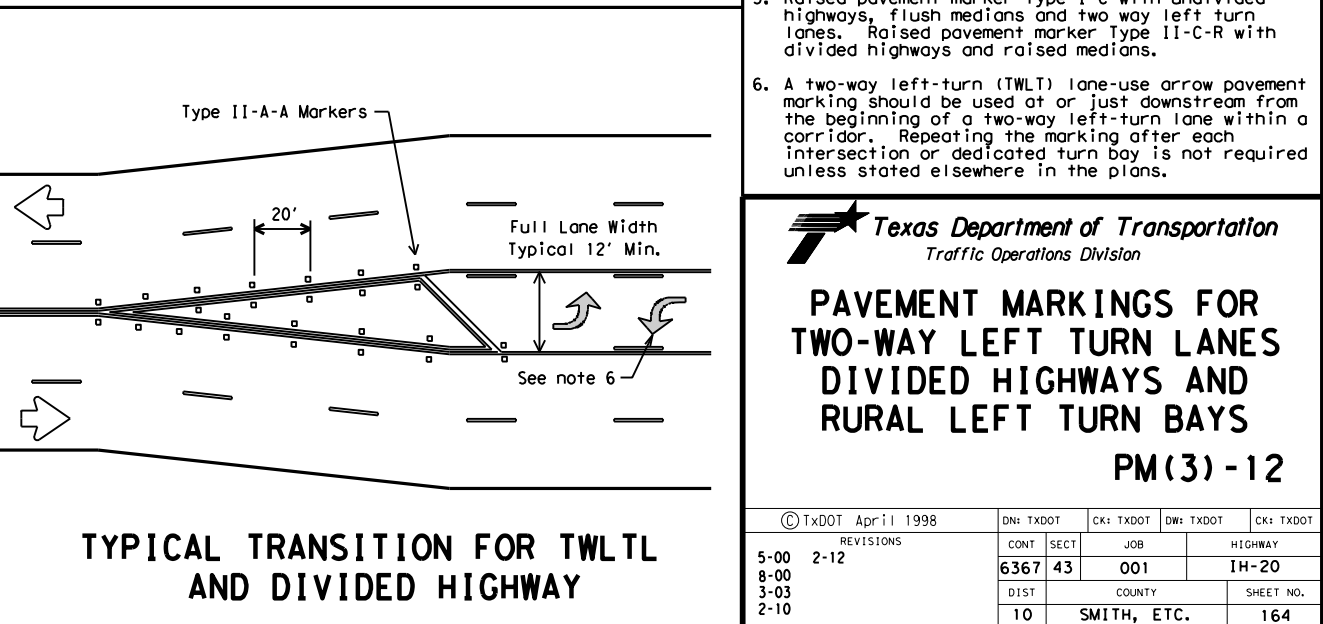 highways, flush medians and two way left turn
lanes. Raised pavement marker Type II-C-R with
divided highways and raised medians.
6. A two-way left-turn (TWLT) lane-use arrow pavement
marking should be used at or just downstream from
the beginning of a two-way left-turn lane within a
corridor. Repeating the marking after each
intersection or dedicated turn bay is not required
unless stated elsewhere in the plans.
Type II-A-A Markers
20'
Full Lane Width
Typical 12' Min.
See note 6
TYPICAL TRANSITION FOR TWLTL
AND DIVIDED HIGHWAY
Texas Department of Transportation
Traffic Operations Division
PAVEMENT MARKINGS FOR
TWO-WAY LEFT TURN LANES
DIVIDED HIGHWAYS AND
RURAL LEFT TURN BAYS
PM(3)-12
© TxDOT April 1998
DN: TXDOT
CK: TXDOT
DW: TXDOT
CK: TXDOT
REVISIONS
5-00 2-12
8-00
3-03
2-10
CONT SECT JOB HIGHWAY
6367 43 001 IH-20
DIST COUNTY SHEET NO.
10 SMITH, ETC. 164